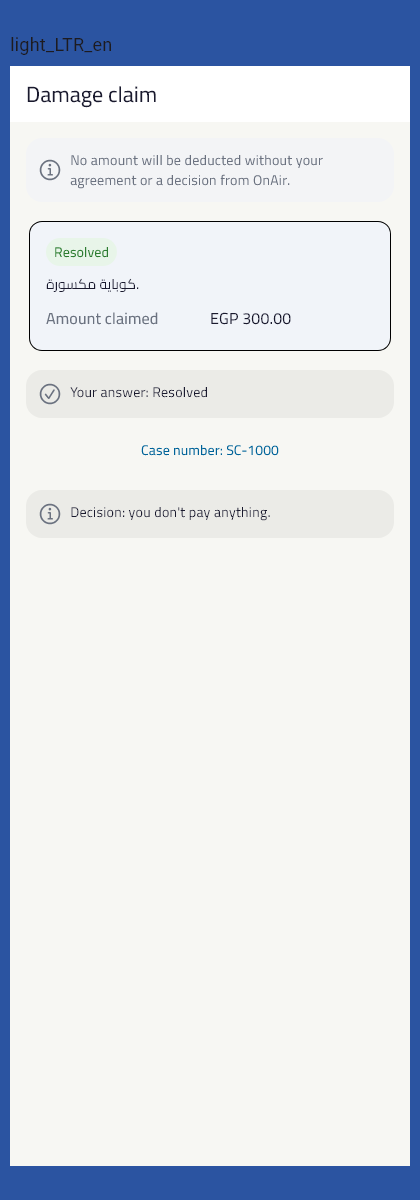 light_LTR_en
Damage claim
No amount will be deducted without your
agreement or a decision from OnAir.
Resolved
كوباية مكسورة.
Amount claimed EGP 300.00
Your answer: Resolved
Case number: SC-1000
Decision: you don't pay anything.